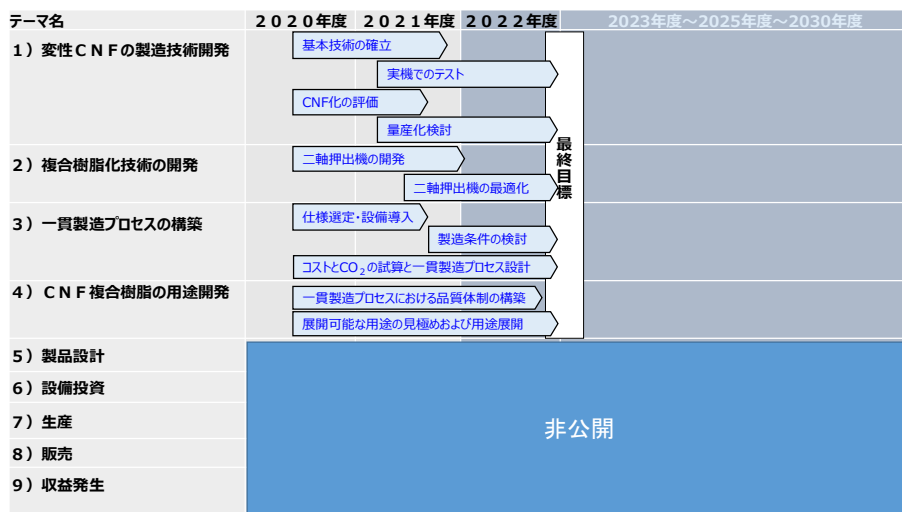 テーマ名 ２０２０年度 ２０２１年度 ２０２２年度 2023年度～2025年度～2030年度
１）変性ＣＮＦの製造技術開発
基本技術の確立
実機でのテスト
CNF化の評価
量産化検討
２）複合樹脂化技術の開発
二軸押出機の開発
二軸押出機の最適化
３）一貫製造プロセスの構築
仕様選定・設備導入
製造条件の検討
コストとCO₂の試算と一貫製造プロセス設計
４）ＣＮＦ複合樹脂の用途開発
一貫製造プロセスにおける品質体制の構築
展開可能な用途の見極めおよび用途展開
最終目標
５）製品設計
６）設備投資
７）生産
８）販売
９）収益発生
非公開